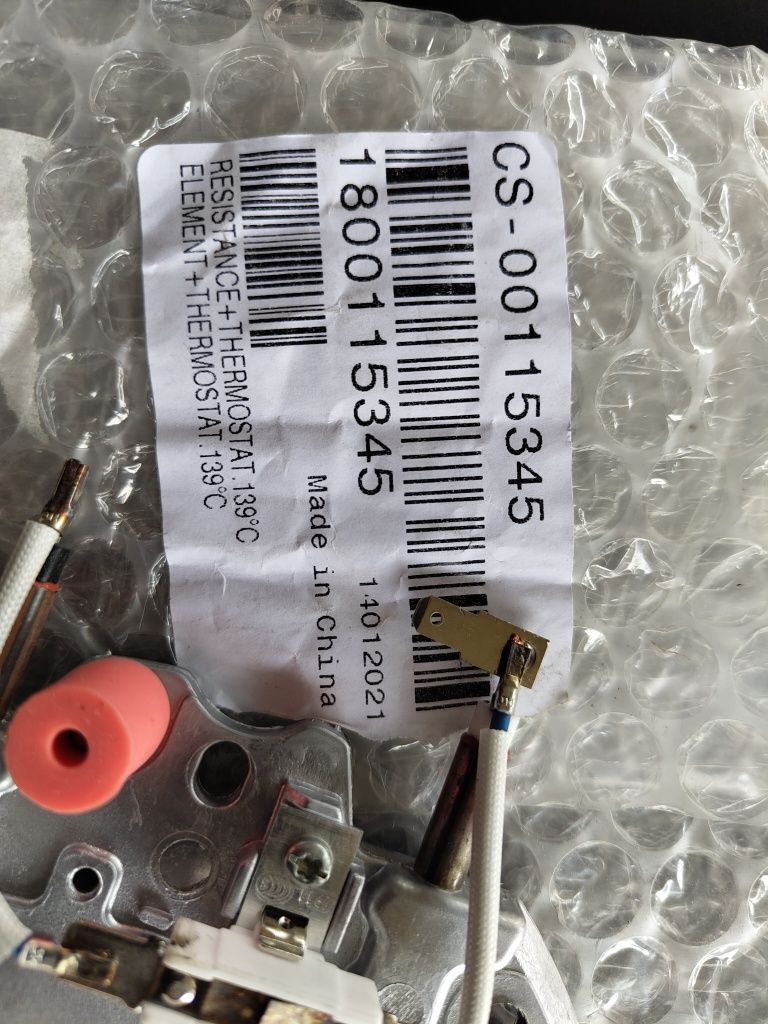 CS-00115345
1800115345
14012021
Made in China
RESISTANCE+THERMOSTAT.139°C
ELEMENT+THERMOSTAT.139°C